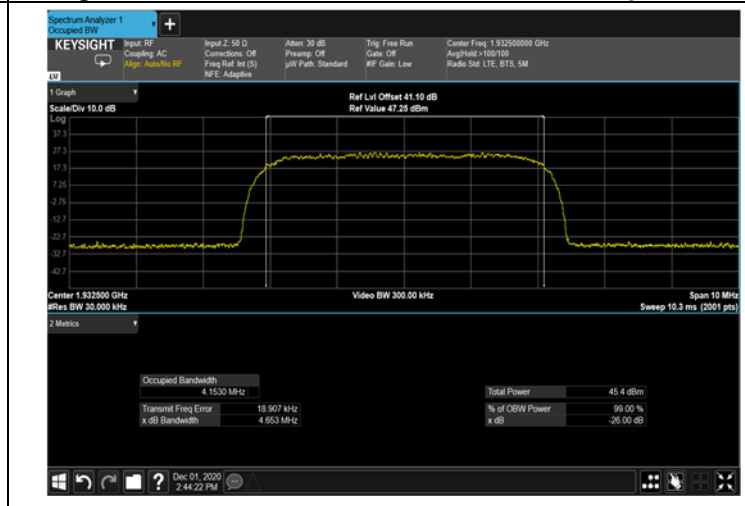 Spectrum Analyzer 1
Occupied BW
+
KEYSIGHT
Input: RF
Coupling: AC
Align: Auto/No RF
Input Z: 50 Ω
Corrections: Off
Freq Ref: Int (S)
NFE: Adaptive
Atten: 30 dB
Preamp: Off
µW Path: Standard
Trig: Free Run
Gate: Off
#IF Gain: Low
Center Freq: 1.932500000 GHz
Avg|Hold:>100/100
Radio Std: LTE, BTS, 5M
1 Graph
Scale/Div 10.0 dB
Ref Lvl Offset 41.10 dB
Ref Value 47.25 dBm
Log
37.3
27.3
17.3
7.25
-2.75
-12.7
-22.7
-32.7
-42.7
Center 1.932500 GHz
#Res BW 30.000 kHz
Video BW 300.00 kHz
Span 10 MHz
Sweep 10.3 ms (2001 pts)
2 Metrics
Occupied Bandwidth
4.1530 MHz
Transmit Freq Error 18.907 kHz
x dB Bandwidth 4.653 MHz
Total Power 45.4 dBm
% of OBW Power 99.00 %
x dB -26.00 dB
?
Dec 01, 2020
2:44:22 PM